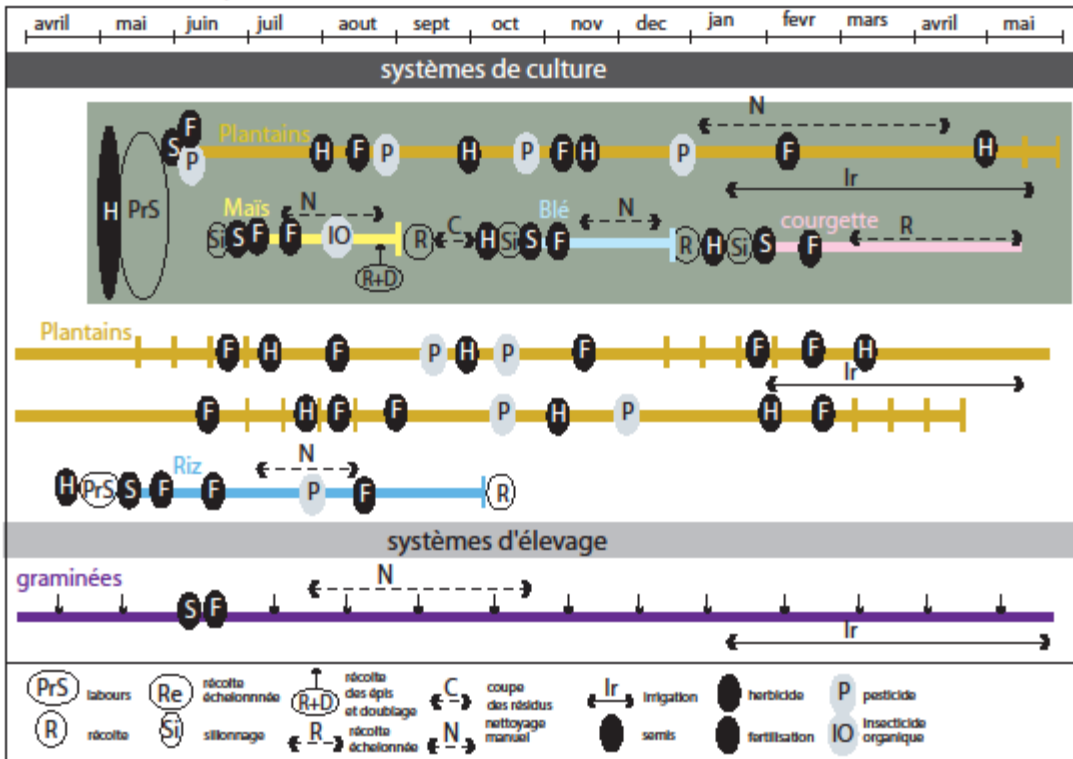 avril mai juin juil aout sept oct nov dec jan fevr mars avril mai
systèmes de culture
N
F
Plantains
S P H F P H P F H P F H
Ir
H PrS
Maïs N Blé N courgette R
Si S F F IO R C H Si S F R H Si S F
R+D
Plantains
F H F P H P F F F H
Ir
F H F F P H P H F
Riz N
H PrS S F F P F R
systèmes d'élevage
graminées N
S F
Ir
PrS labours Re récolte échelonnnée R+D récolte des épis et doublage C coupe des résidus Ir irrigation herbicide P pesticide
R récolte Si sillonnage R récolte échelonnée N nettoyage manuel semis fertilisation IO insecticide organique